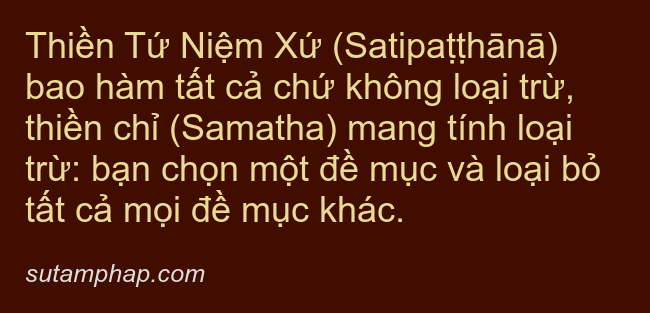 Thiền Tứ Niệm Xứ (Satipaṭṭhānā)
bao hàm tất cả chứ không loại trừ,
thiền chỉ (Samatha) mang tính loại
trừ: bạn chọn một đề mục và loại bỏ
tất cả mọi đề mục khác.
sutamphap.com